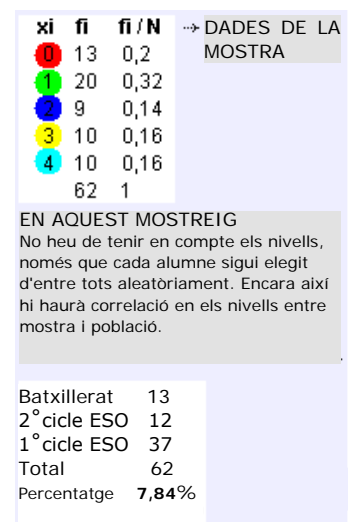 xi fi fi/N ⇢ DADES DE LA
0 13 0,2 MOSTRA
1 20 0,32
2 9 0,14
3 10 0,16
4 10 0,16
62 1
EN AQUEST MOSTREIG
No heu de tenir en compte els nivells,
només que cada alumne sigui elegit
d'entre tots aleatòriament. Encara així
hi haurà correlació en els nivells entre
mostra i població.
.
Batxillerat 13
2°cicle ESO 12
1°cicle ESO 37
Total 62
Percentatge 7,84%